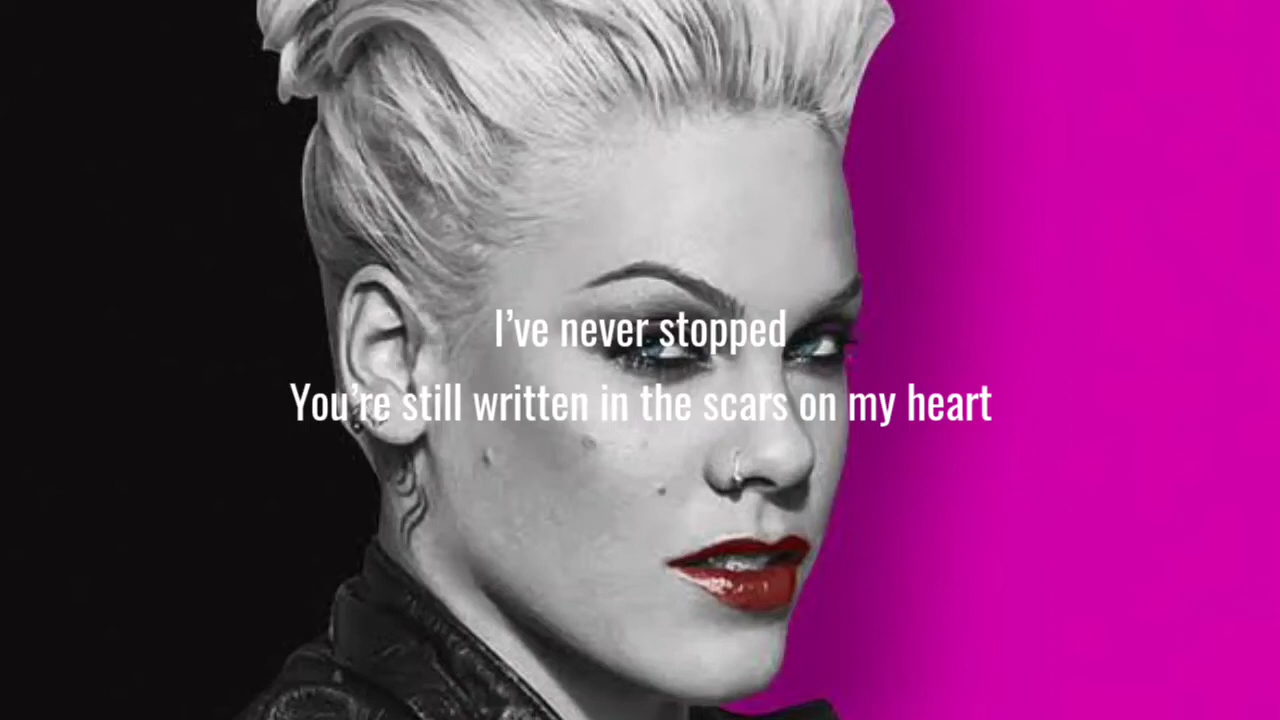 I’ve never stopped
You’re still written in the scars on my heart